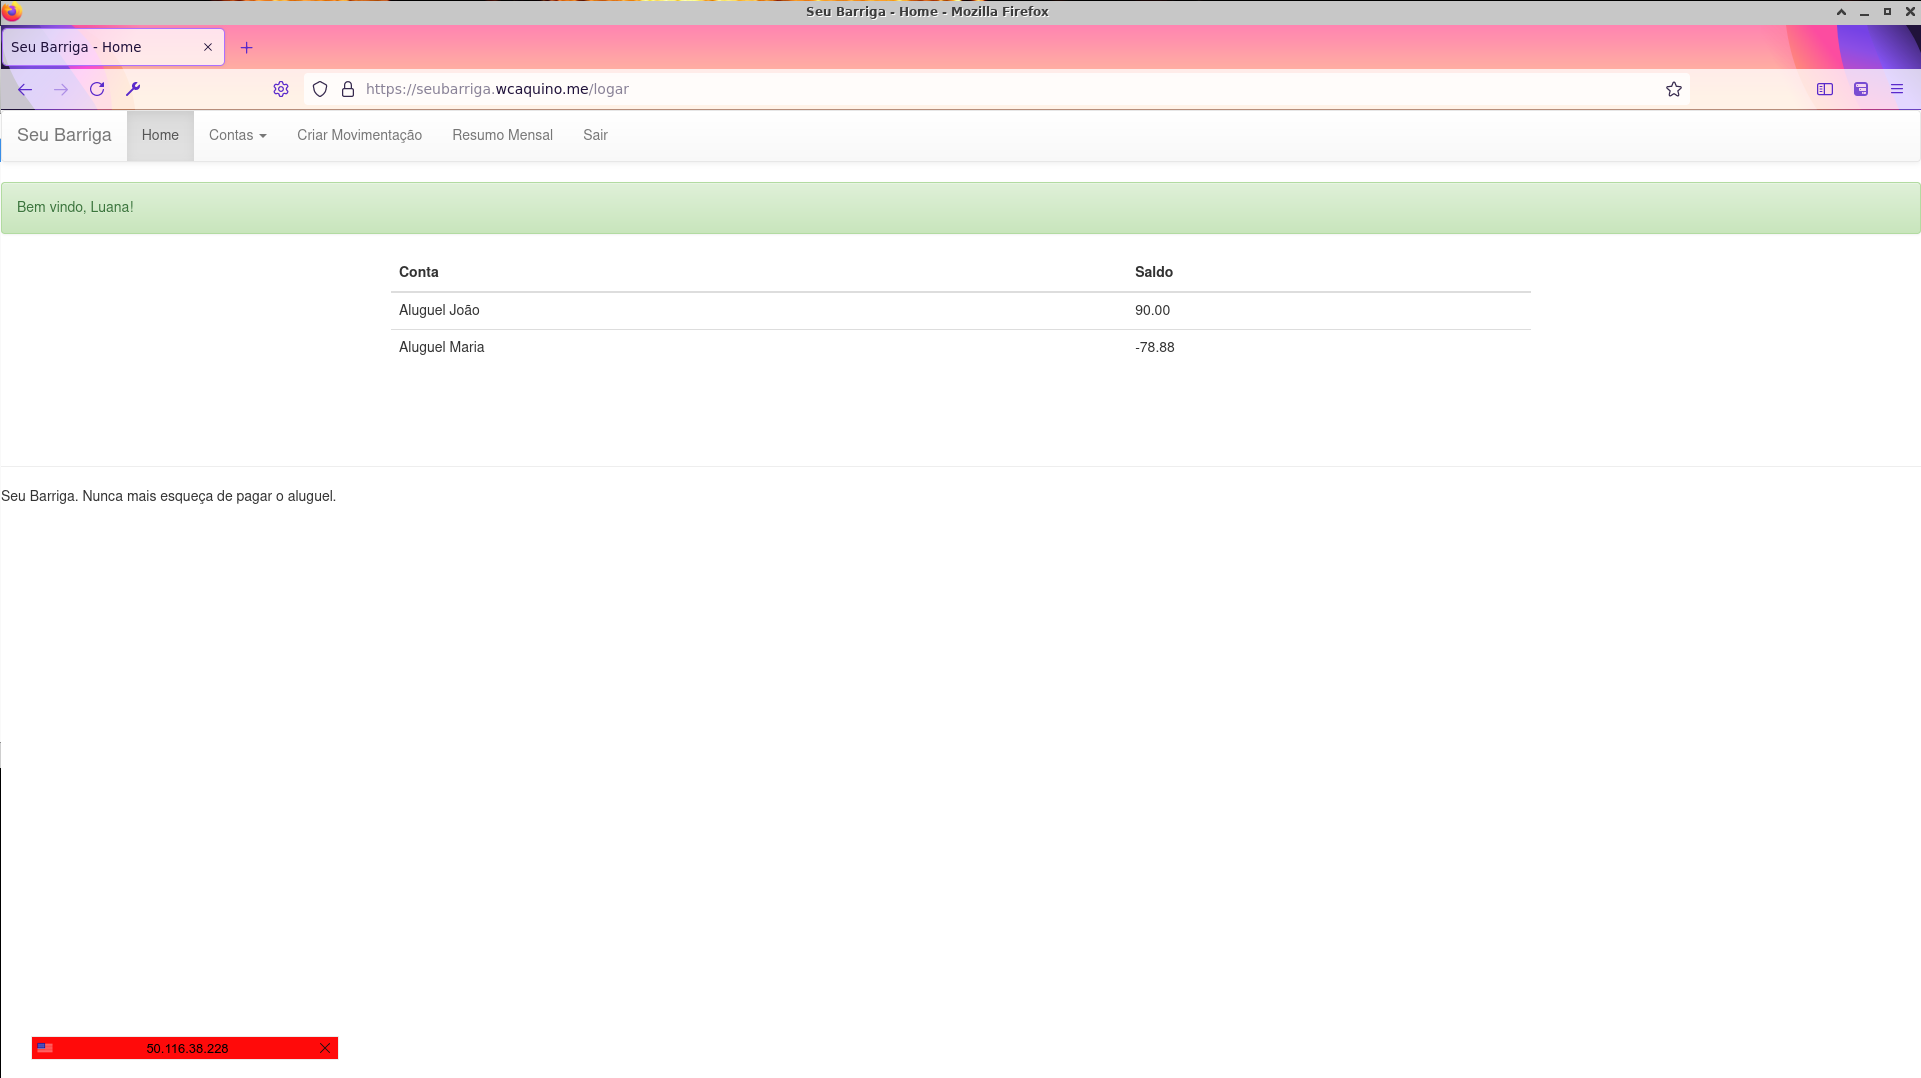 Seu Barriga - Home - Mozilla Firefox
Seu Barriga - Home
https://seubarriga.wcaquino.me/logar
Seu Barriga Home Contas Criar Movimentação Resumo Mensal Sair
Bem vindo, Luana!
Conta Saldo
Aluguel João 90.00
Aluguel Maria -78.88
Seu Barriga. Nunca mais esqueça de pagar o aluguel.
50.116.38.228